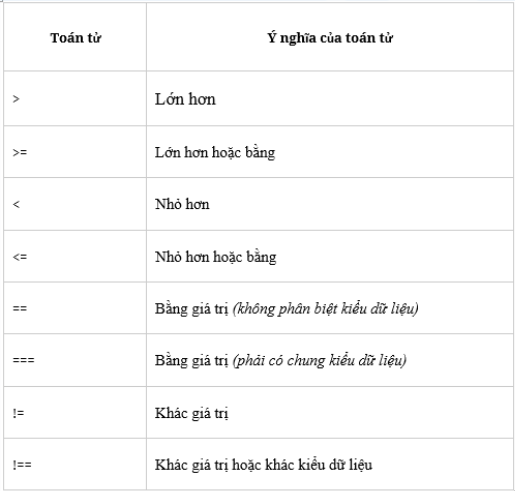 Toán tử Ý nghĩa của toán tử
> Lớn hơn
>= Lớn hơn hoặc bằng
< Nhỏ hơn
<= Nhỏ hơn hoặc bằng
== Bằng giá trị (không phân biệt kiểu dữ liệu)
=== Bằng giá trị (phải có chung kiểu dữ liệu)
!= Khác giá trị
!== Khác giá trị hoặc khác kiểu dữ liệu